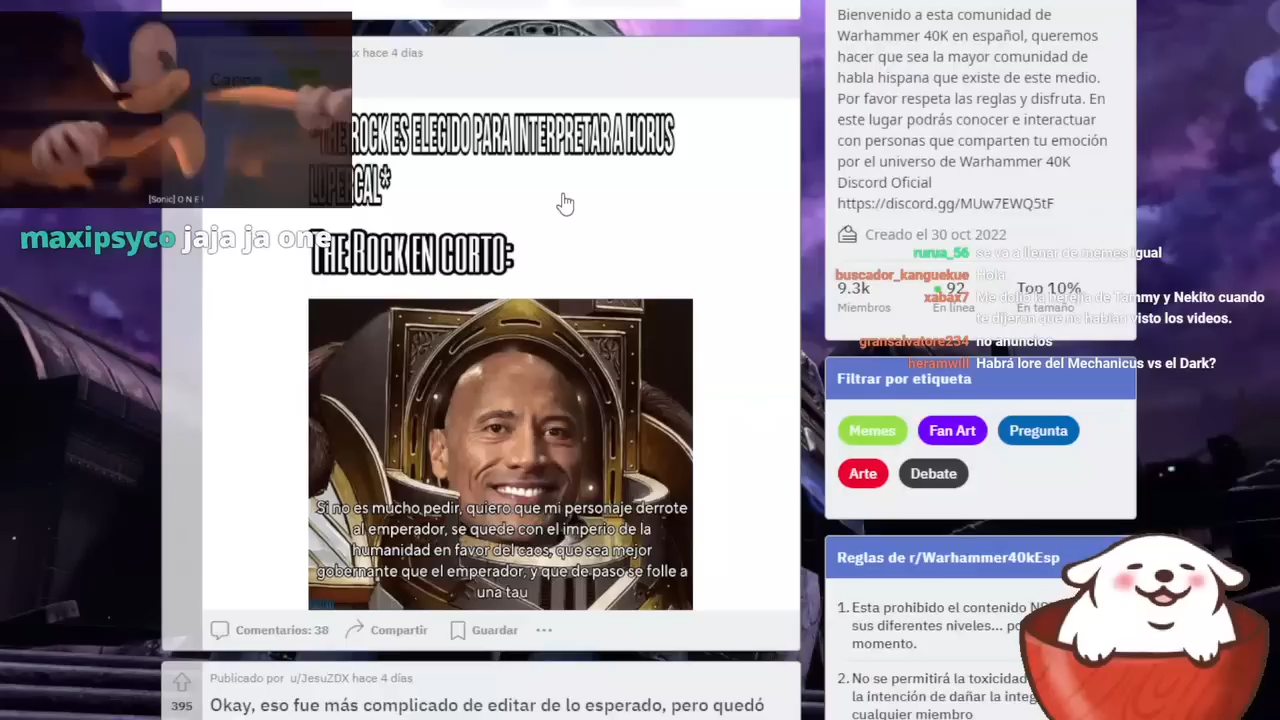 hace 4 días
THE ROCK ES ELEGIDO PARA INTERPRETAR A HORUS
LUPERCAL*
THE ROCK EN CORTO:
Si no es mucho pedir, quiero que mi personaje derrote
al emperador, se quede con el imperio de la
humanidad en favor del caos, que sea mejor
gobernante que el emperador, y que de paso se folle a
una tau
Comentarios: 38
Compartir
Guardar
Publicado por u/JesuZDX hace 4 días
395
Okay, eso fue más complicado de editar de lo esperado, pero quedó
[Sonic] O N E !
maxipsyco jaja ja one
Bienvenido a esta comunidad de
Warhammer 40K en español, queremos
hacer que sea la mayor comunidad de
habla hispana que existe de este medio.
Por favor respeta las reglas y disfruta. En
este lugar podrás conocer e interactuar
con personas que comparten tu emoción
por el universo de Warhammer 40K
Discord Oficial
https://discord.gg/MUw7EWQ5tF
Creado el 30 oct 2022
9.3k
92
Top 10%
Miembros
En línea
En tamaño
rurua_56 se va a llenar de memes igual
buscador_kanguekue Hola
xabax7 Me dolió la herejía de Tammy y Nekito cuando
te dijeron que no habían visto los videos.
gransalvatore234 no anuncios
heramwill Habrá lore del Mechanicus vs el Dark?
Filtrar por etiqueta
Memes
Fan Art
Pregunta
Arte
Debate
Reglas de r/Warhammer40kEsp
1. Esta prohibido el contenido
sus diferentes niveles...
momento.
2. No se permitirá la toxicidad
la intención de dañar la
cualquier miembro